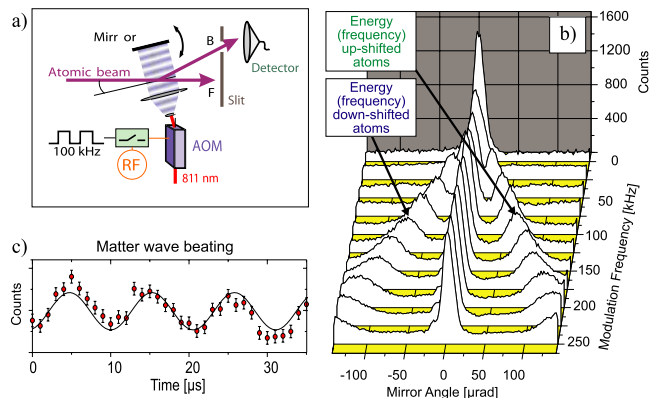 a)
Mirr or
B
Detector
Atomic beam
F
Slit
100 kHz
RF
AOM
811 nm
b)
Energy
(frequency)
up-shifted
atoms
Energy
(frequency)
down-shifted
atoms
1600
1200
800
400
0
Counts
0
50
100
150
200
250
Modulation Frequency [kHz]
-100
-50
0
50
100
Mirror Angle [µrad]
c)
Matter wave beating
Counts
0
10
20
30
Time [µs]